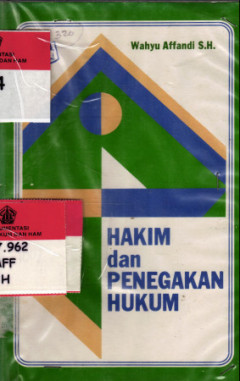 Wahyu Affandi S.H.
HAKIM
dan
PENEGAKAN
HUKUM
4
7.962
AFF
H